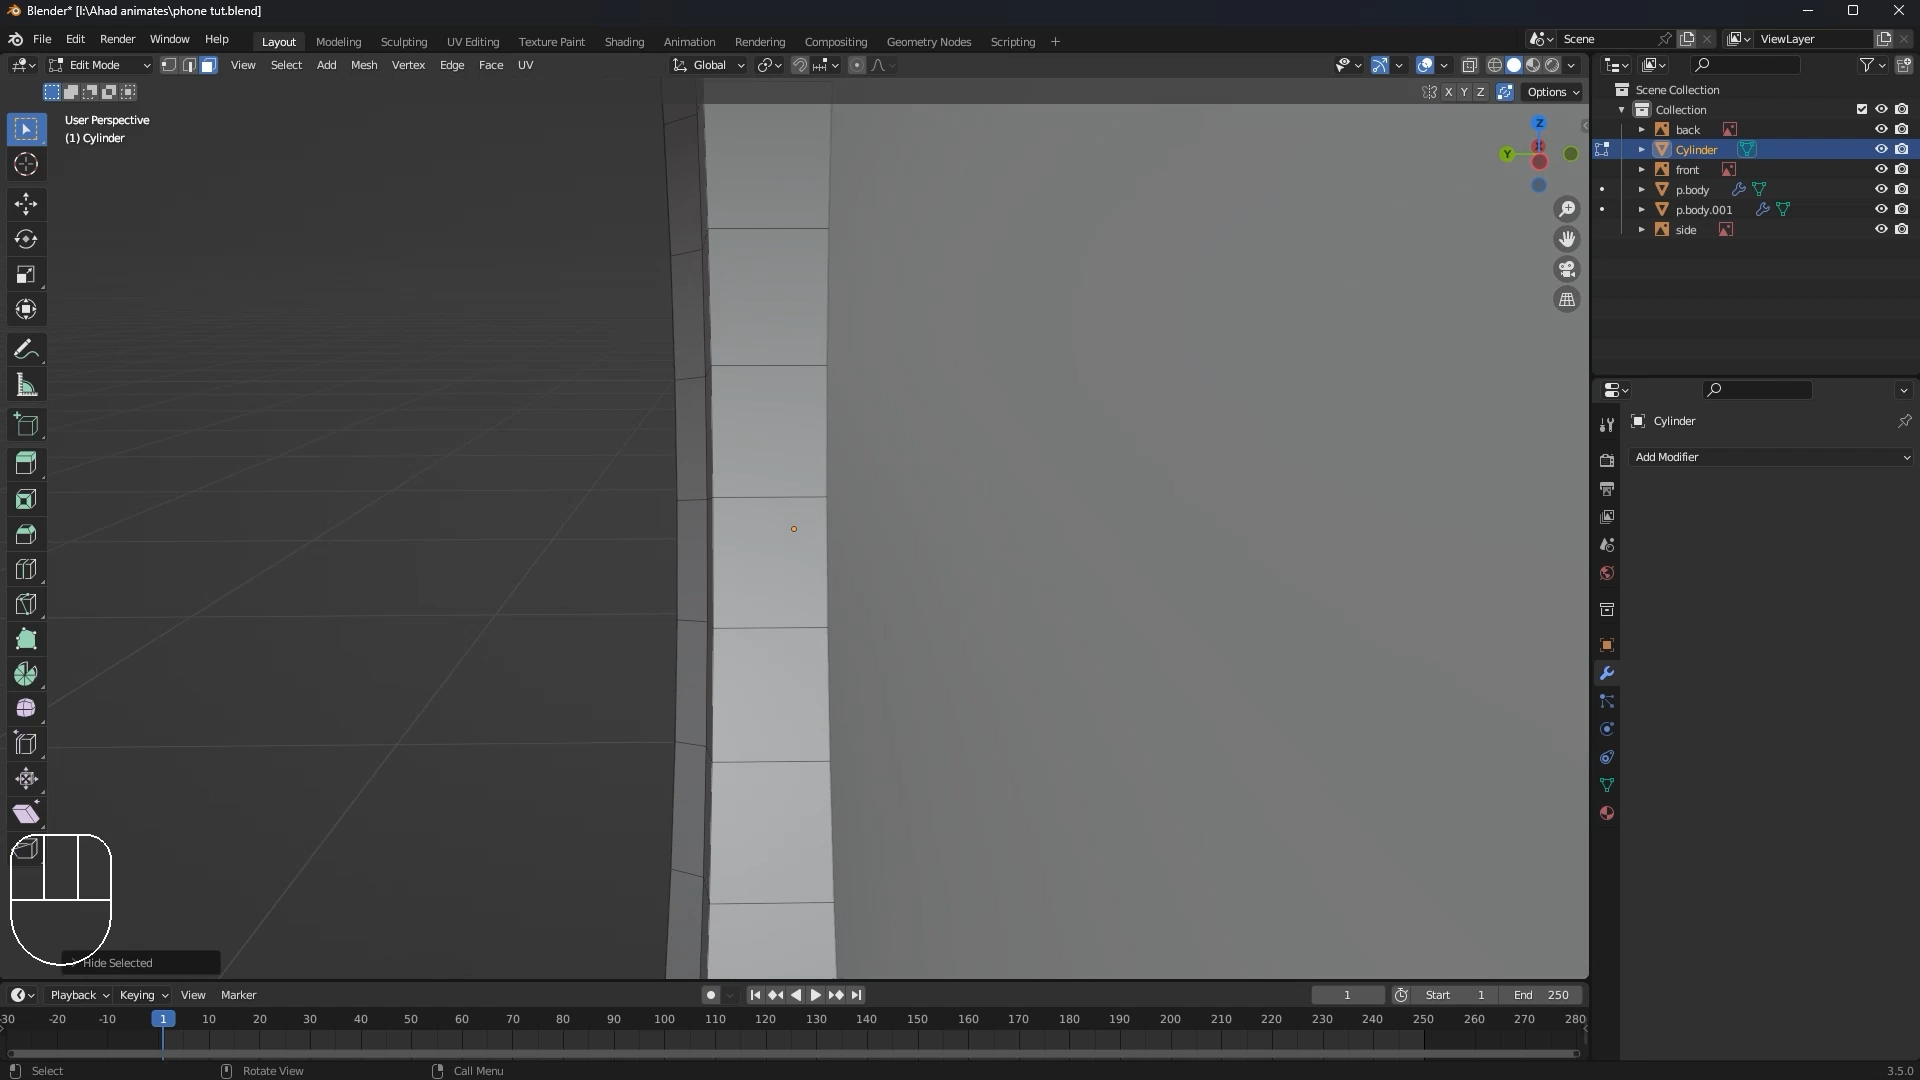 Blender* [I:\Ahad animates\phone tut.blend]
File Edit Render Window Help Layout Modeling Sculpting UV Editing Texture Paint Shading Animation Rendering Compositing Geometry Nodes Scripting + Scene ViewLayer
Edit Mode View Select Add Mesh Vertex Edge Face UV Global
X Y Z Options
User Perspective
(1) Cylinder
Z
Y
Scene Collection
Collection
back
Cylinder
front
p.body
p.body.001
side
Cylinder
Add Modifier
Hide Selected
Playback Keying View Marker 1 Start 1 End 250
-30 -20 -10 1 10 20 30 40 50 60 70 80 90 100 110 120 130 140 150 160 170 180 190 200 210 220 230 240 250 260 270 280
Select Rotate View Call Menu 3.5.0